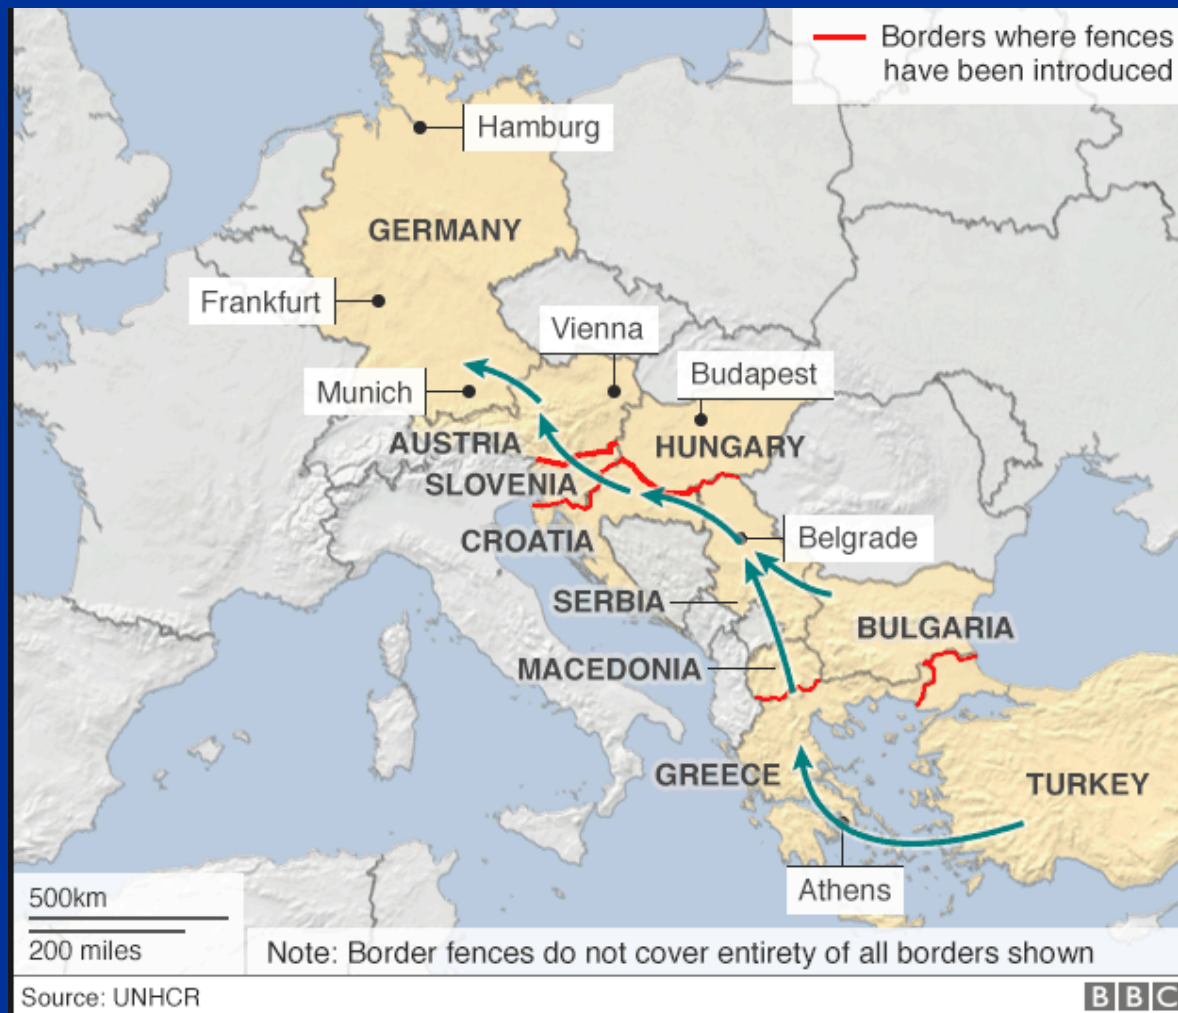 Borders where fences
have been introduced
Hamburg
GERMANY
Frankfurt
Vienna
Budapest
Munich
AUSTRIA
HUNGARY
SLOVENIA
CROATIA
Belgrade
SERBIA
BULGARIA
MACEDONIA
GREECE
TURKEY
Athens
500km
200 miles
Note: Border fences do not cover entirety of all borders shown
Source: UNHCR
BBC